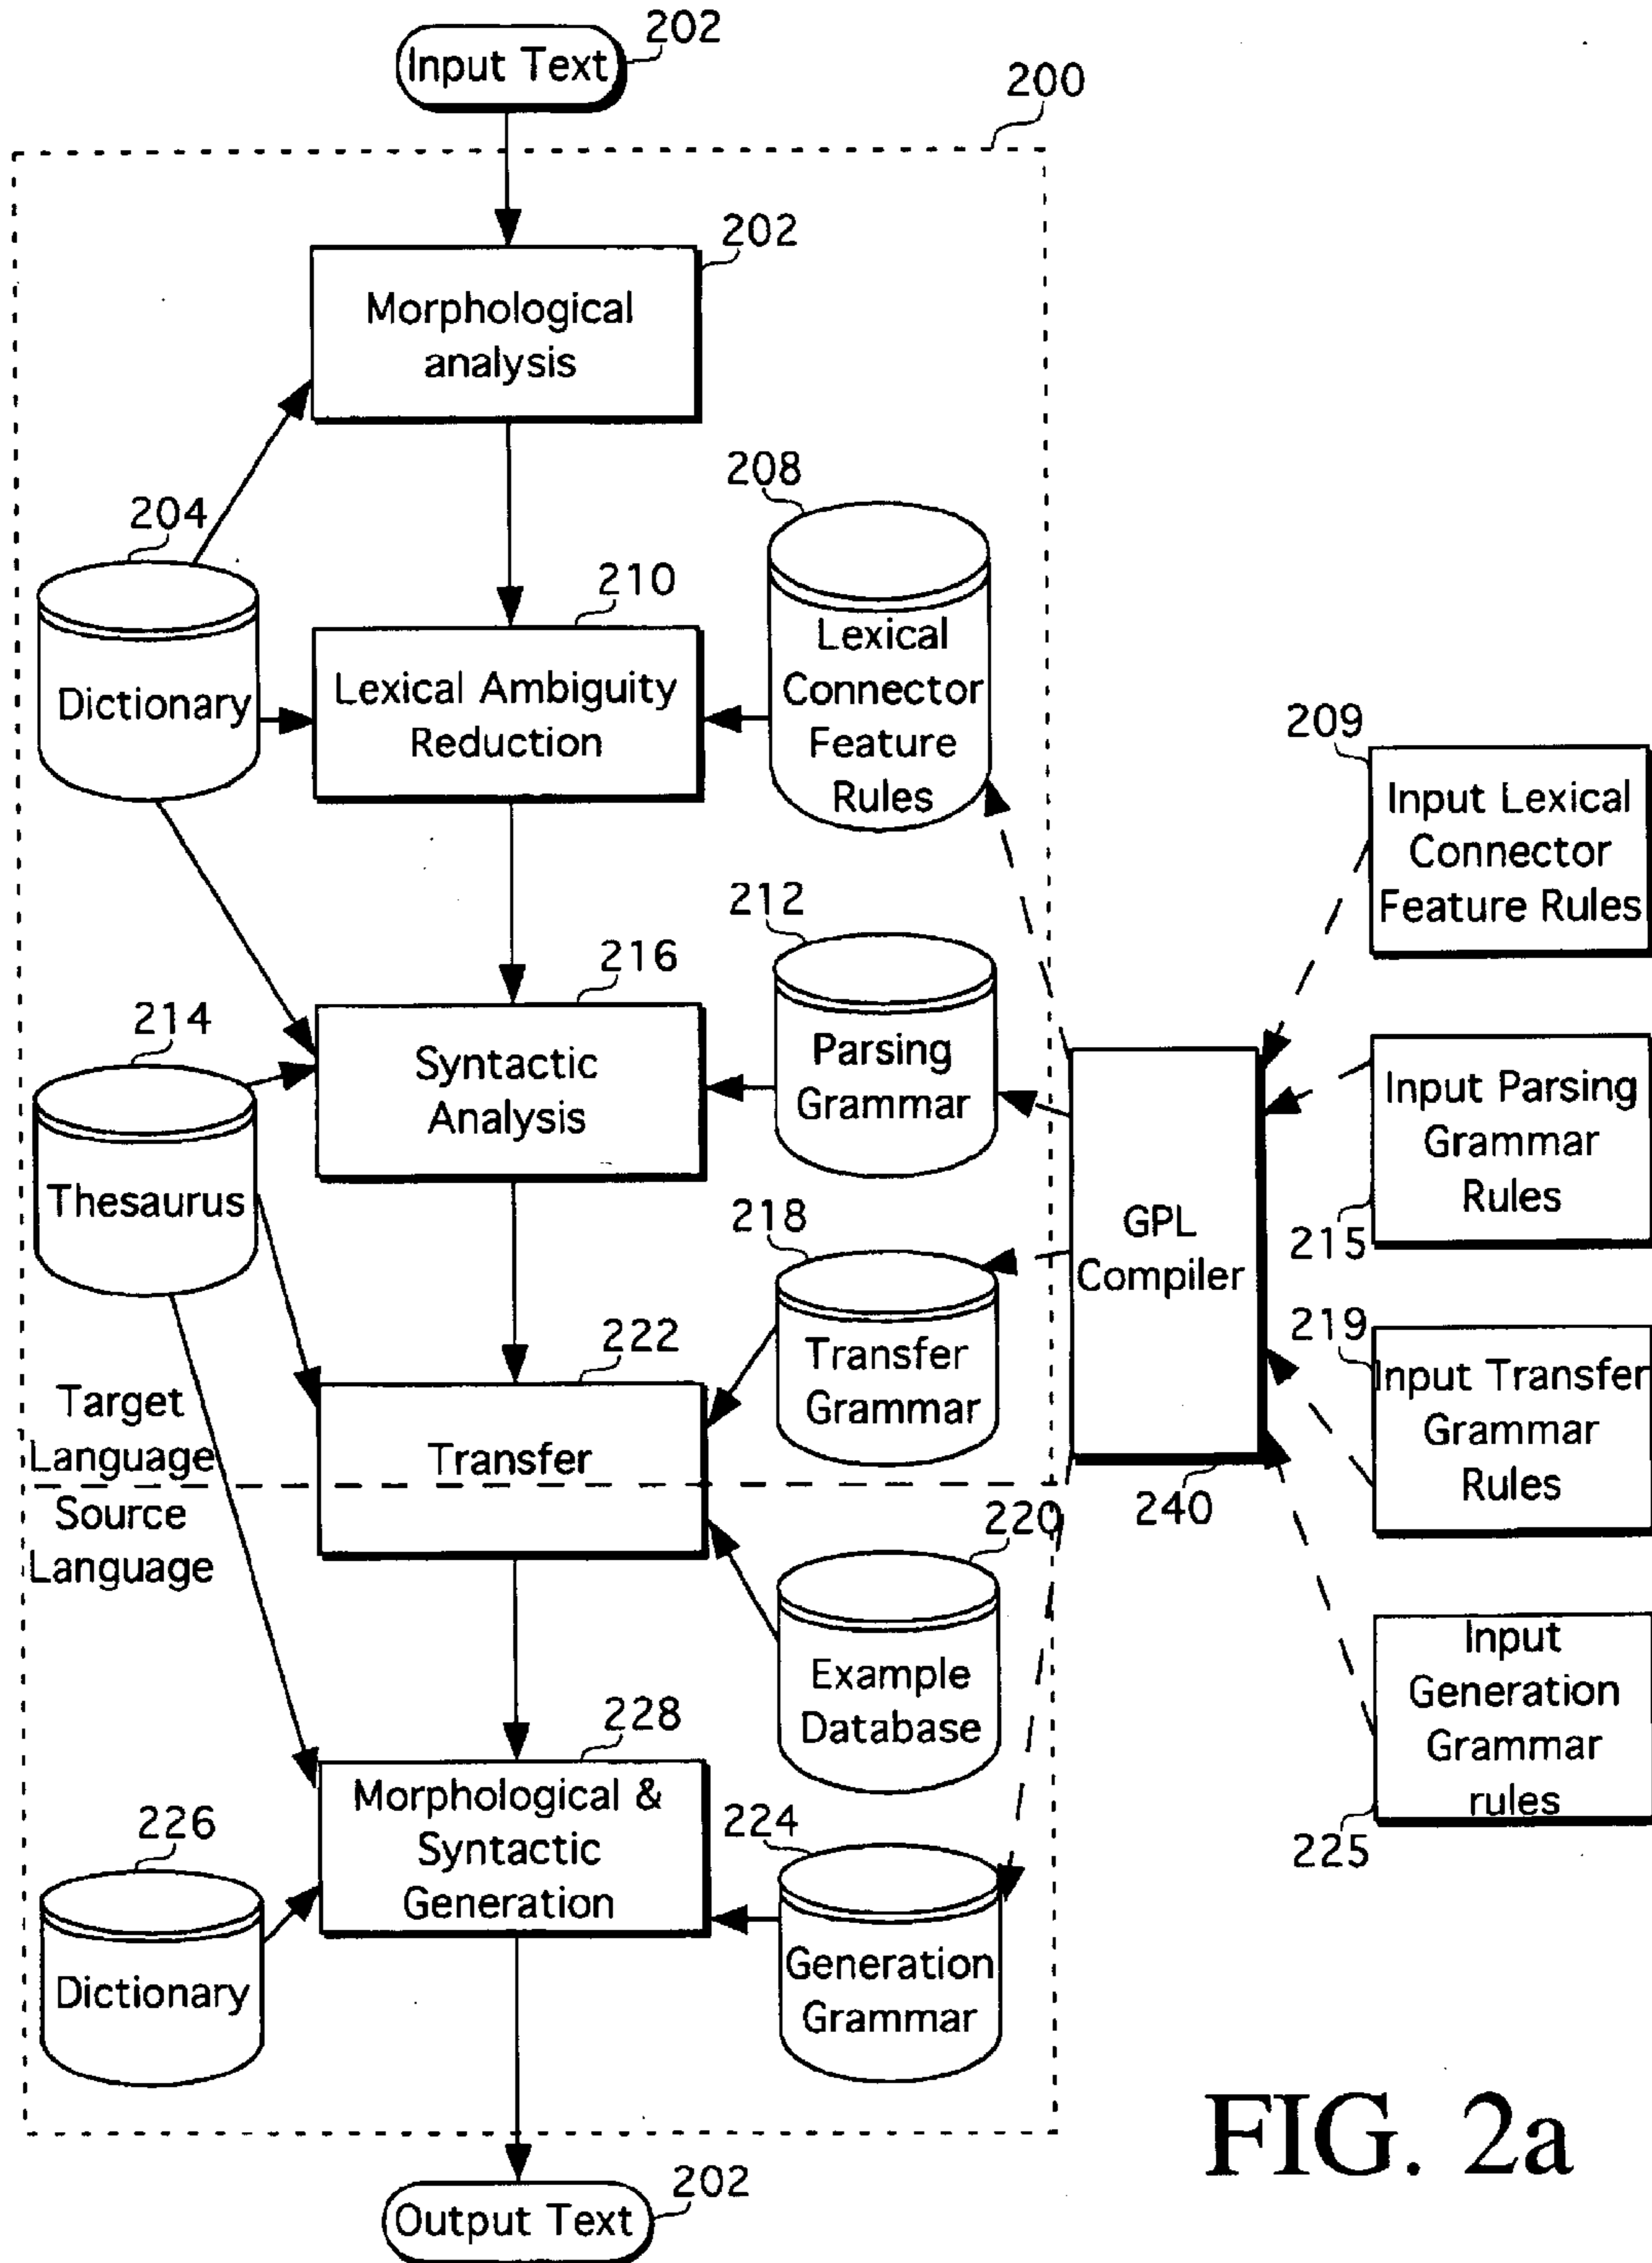 202
Input Text
200
202
Morphological
analysis
208
204
210
Lexical
Connector
Feature
Rules
Dictionary
Lexical Ambiguity
Reduction
209
Input Lexical
Connector
Feature Rules
212
216
214
Syntactic
Analysis
Parsing
Grammar
Input Parsing
Grammar
Rules
215
Thesaurus
218
GPL
Compiler
222
219
Transfer
Grammar
Input Transfer
Grammar
Rules
Target
Language
Transfer
Source
Language
220
240
Example
Database
Input
Generation
Grammar
rules
225
228
Morphological &
Syntactic
Generation
226
224
Dictionary
Generation
Grammar
FIG. 2a
202
Output Text